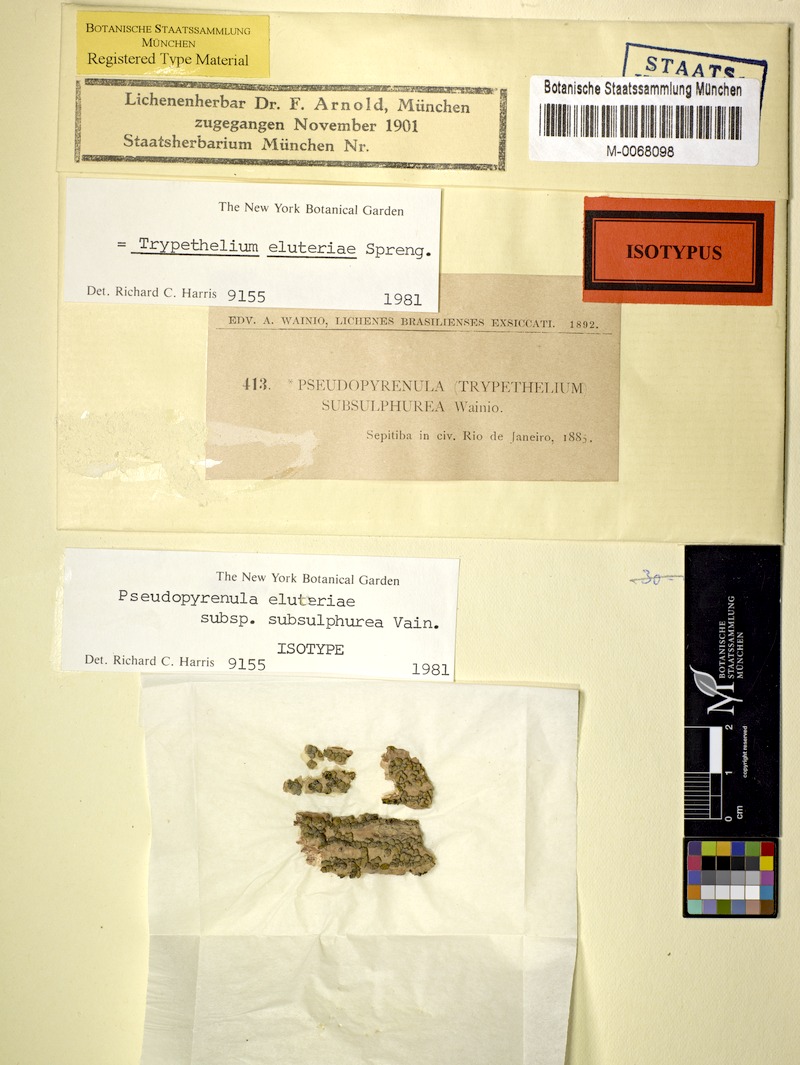 BOTANISCHE STAATSSAMMLUNG
MÜNCHEN
Registered Type Material
STAATS-
Lichenenherbar Dr. F. Arnold, München
zugegangen November 1901
Staatsherbarium München Nr.
Botanische Staatssammlung München
M-0068098
The New York Botanical Garden
= Trypethelium eluteriae Spreng.
Det. Richard C. Harris 9155 1981
ISOTYPUS
EDV. A. WAINIO, LICHENES BRASILIENSES EXSICCATI. 1892.
413. * PSEUDOPYRENULA (TRYPETHELIUM)
SUBSULPHUREA Wainio.
Sepitiba in civ. Rio de Janeiro,
The New York Botanical Garden
Pseudopyrenula eluteriae
subsp. subsulphurea Vain.
ISOTYPE
Det. Richard C. Harris 9155 1981
30
BOTANISCHE
STAATSSAMMLUNG
MÜNCHEN
M
0 1 2
cm
copyright reserved